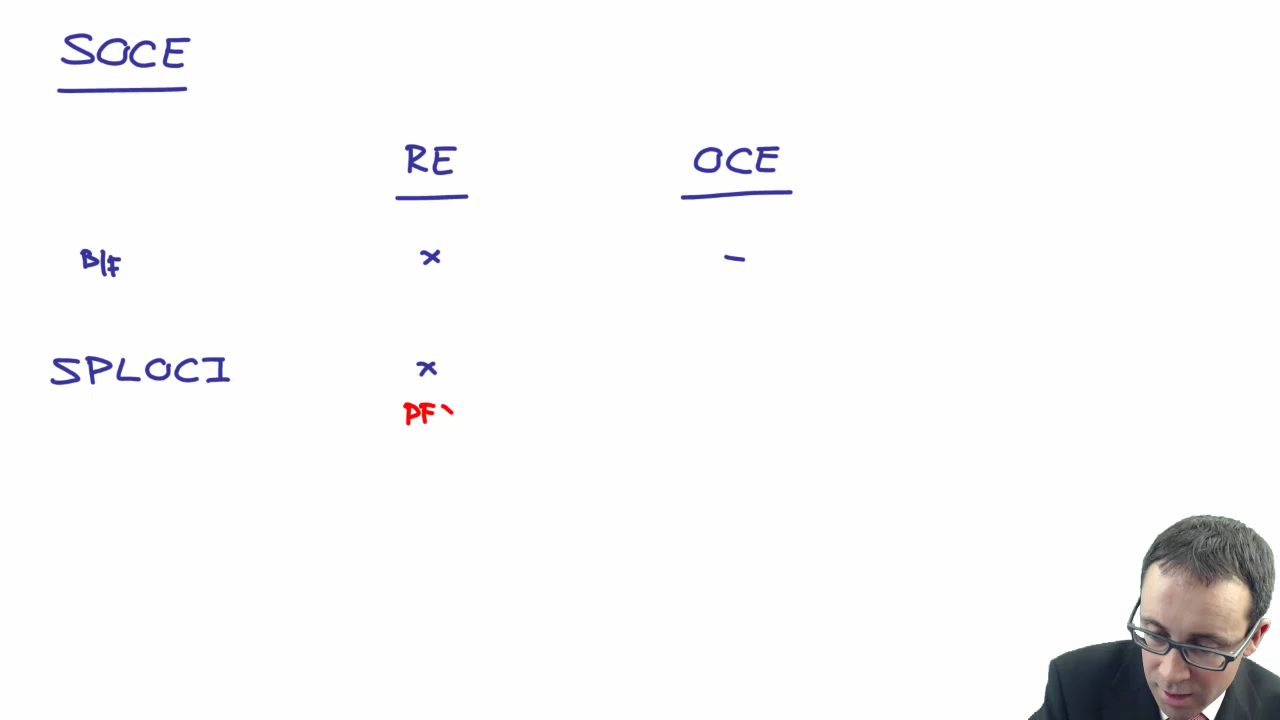 SOCE
RE OCE
B/F x –
SPLOCI x
PF